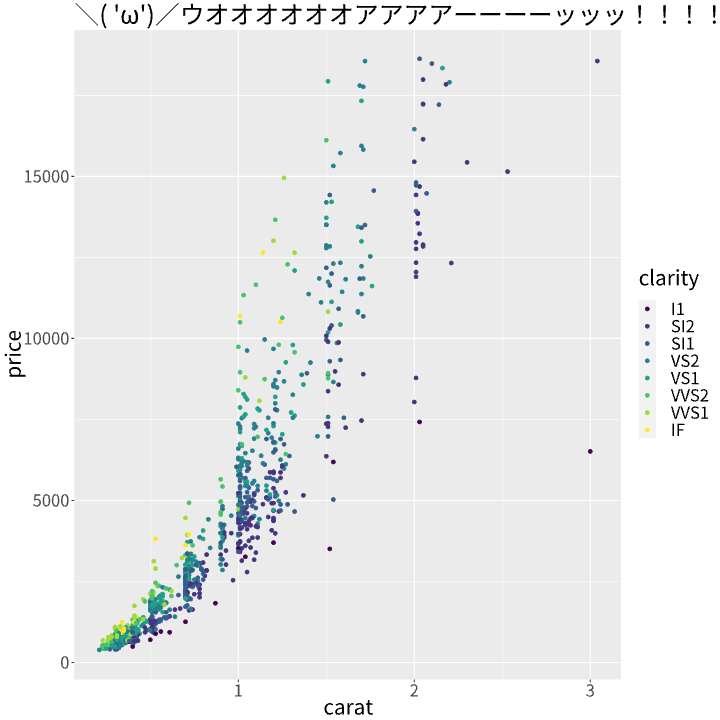 ＼( 'ω')／ウオオオオオオアアアアーーーーッッッ！！！！
15000
10000
5000
0
1
2
3
price
carat
clarity
I1
SI2
SI1
VS2
VS1
VVS2
VVS1
IF